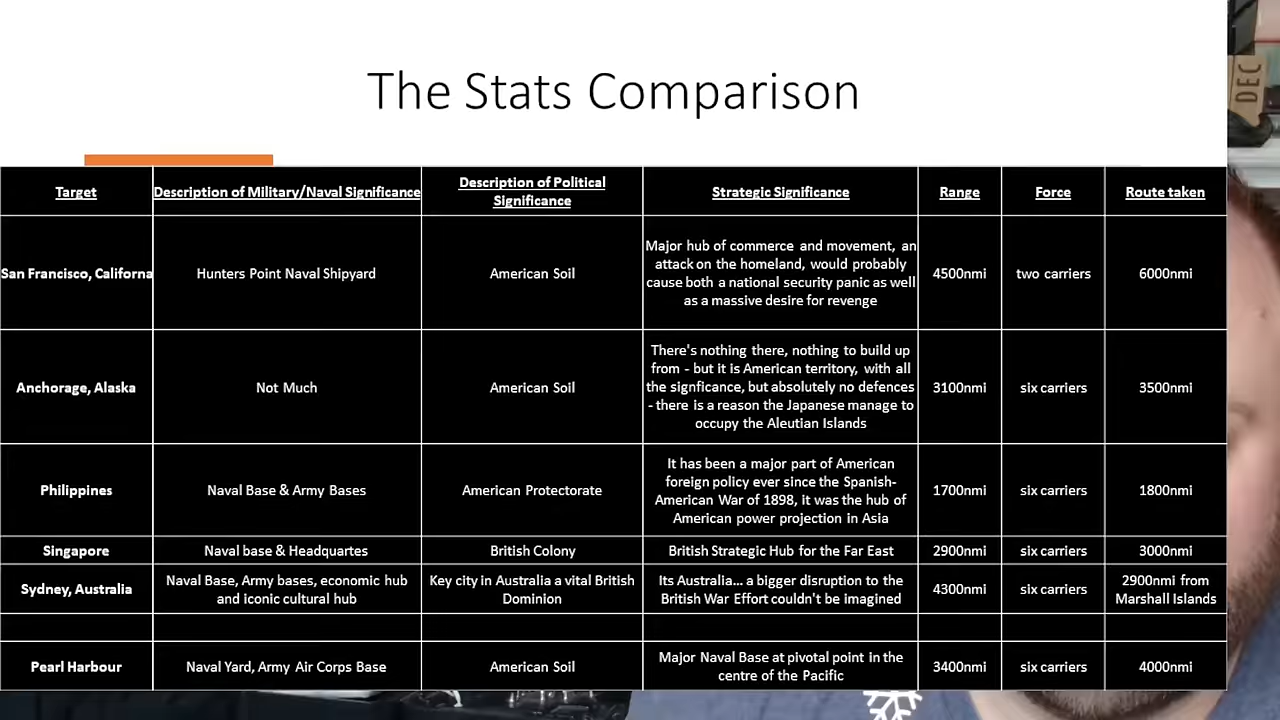 The Stats Comparison
DEC
Target
Description of Military/Naval Significance
Description of Political
Significance
Strategic Significance
Range
Force
Route taken
San Francisco, Californa
Hunters Point Naval Shipyard
American Soil
Major hub of commerce and movement, an
attack on the homeland, would probably
cause both a national security panic as well
as a massive desire for revenge
4500nmi
two carriers
6000nmi
Anchorage, Alaska
Not Much
American Soil
There's nothing there, nothing to build up
from - but it is American territory, with all
the signficance, but absolutely no defences
- there is a reason the Japanese manage to
occupy the Aleutian Islands
3100nmi
six carriers
3500nmi
Philippines
Naval Base & Army Bases
American Protectorate
It has been a major part of American
foreign policy ever since the Spanish-
American War of 1898, it was the hub of
American power projection in Asia
1700nmi
six carriers
1800nmi
Singapore
Naval base & Headquartes
British Colony
British Strategic Hub for the Far East
2900nmi
six carriers
3000nmi
Sydney, Australia
Naval Base, Army bases, economic hub
and iconic cultural hub
Key city in Australia a vital British
Dominion
Its Australia... a bigger disruption to the
British War Effort couldn't be imagined
4300nmi
six carriers
2900nmi from
Marshall Islands
Pearl Harbour
Naval Yard, Army Air Corps Base
American Soil
Major Naval Base at pivotal point in the
centre of the Pacific
3400nmi
six carriers
4000nmi